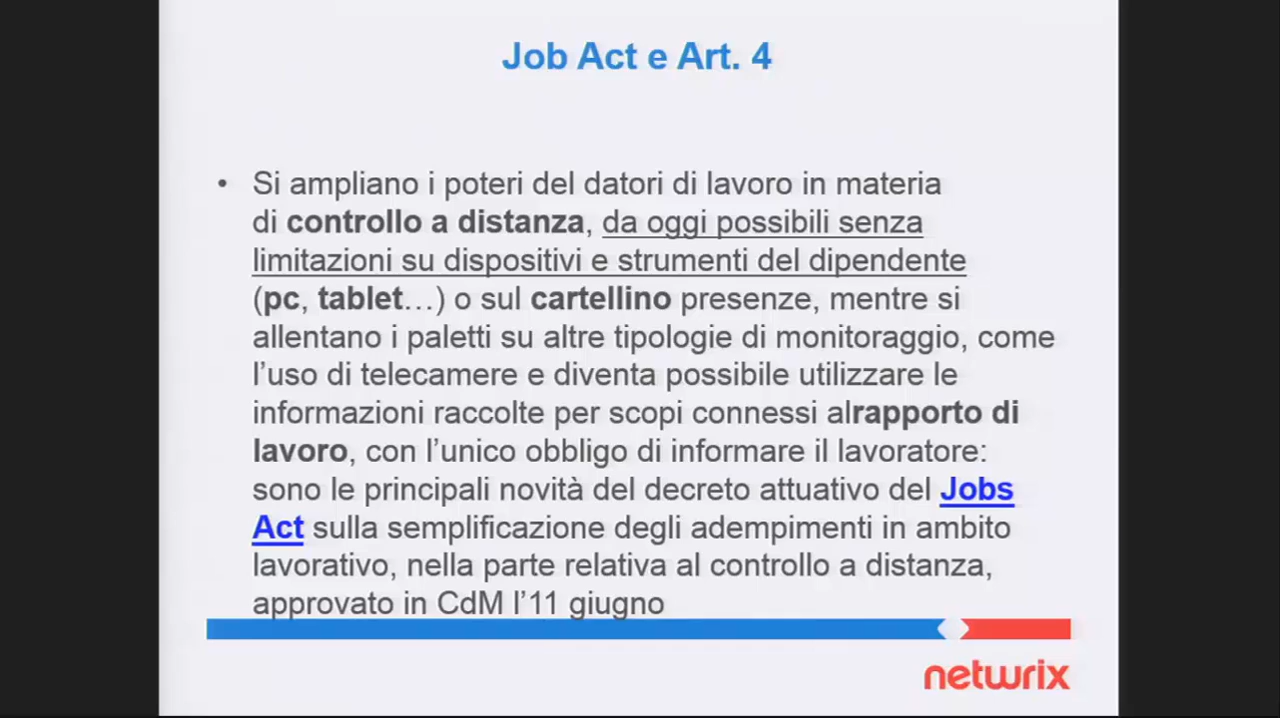 Job Act e Art. 4
• Si ampliano i poteri del datori di lavoro in materia
di controllo a distanza, da oggi possibili senza
limitazioni su dispositivi e strumenti del dipendente
(pc, tablet…) o sul cartellino presenze, mentre si
allentano i paletti su altre tipologie di monitoraggio, come
l’uso di telecamere e diventa possibile utilizzare le
informazioni raccolte per scopi connessi alrapporto di
lavoro, con l’unico obbligo di informare il lavoratore:
sono le principali novità del decreto attuativo del Jobs
Act sulla semplificazione degli adempimenti in ambito
lavorativo, nella parte relativa al controllo a distanza,
approvato in CdM l’11 giugno
netwrix